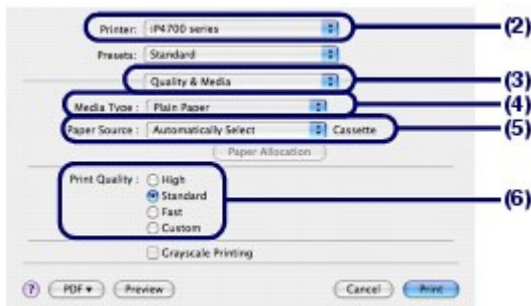 Printer: iP4700 series (2)
Presets: Standard
Quality & Media (3)
Media Type: Plain Paper (4)
Paper Source: Automatically Select Cassette (5)
Paper Allocation
Print Quality: High
Standard (6)
Fast
Custom
Grayscale Printing
? PDF ▾ Preview Cancel Print